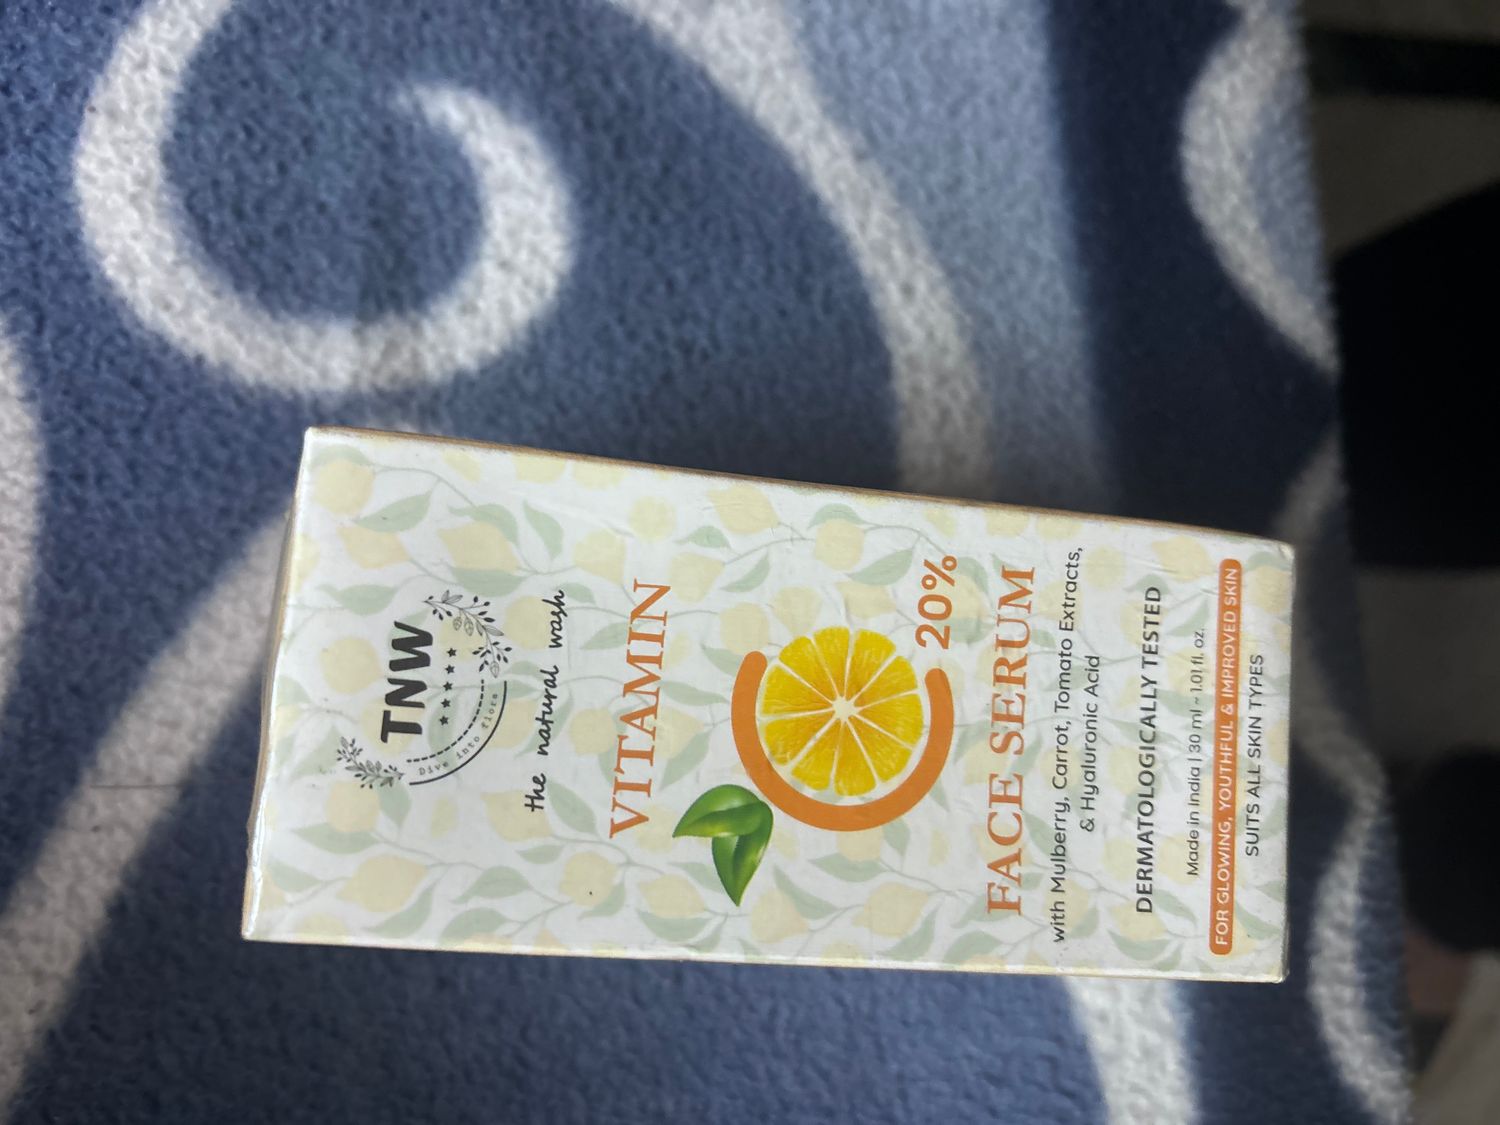 TNW
Dive into flora
the natural wash
VITAMIN
C
20%
FACE SERUM
with Mulberry, Carrot, Tomato Extracts,
& Hyaluronic Acid
DERMATOLOGICALLY TESTED
Made in India | 30 ml ~ 1.01 fl. oz.
FOR GLOWING, YOUTHFUL & IMPROVED SKIN
SUITS ALL SKIN TYPES